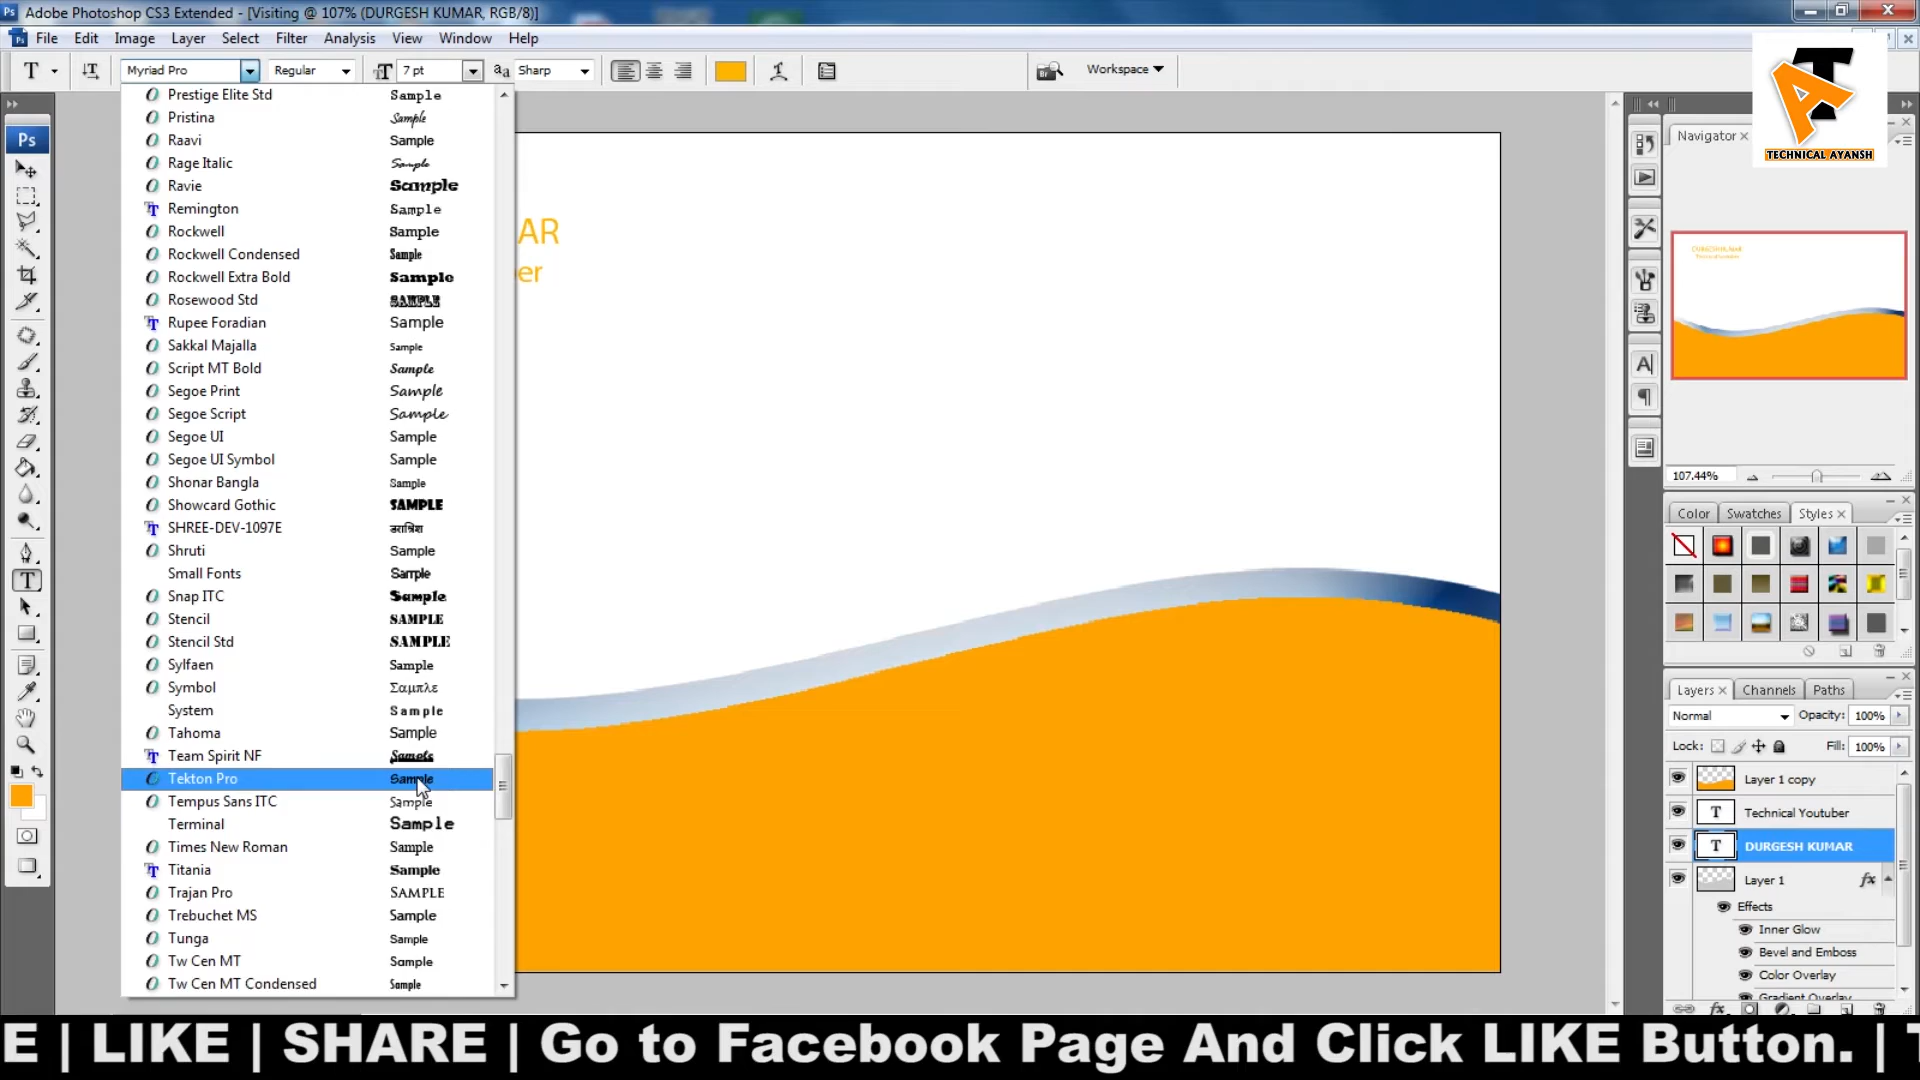 Adobe Photoshop CS3 Extended - [Visiting @ 107% (DURGESH KUMAR, RGB/8)]
File Edit Image Layer Select Filter Analysis View Window Help
Myriad Pro Regular 7 pt Sharp Workspace
TECHNICAL AYANSH
Prestige Elite Std Sample
Pristina Sample
Raavi Sample
Rage Italic Sample
Ravie Sample
Remington Sample
Rockwell Sample
Rockwell Condensed Sample
Rockwell Extra Bold Sample
Rosewood Std SAMPLE
Rupee Foradian Sample
Sakkal Majalla Sample
Script MT Bold Sample
Segoe Print Sample
Segoe Script Sample
Segoe UI Sample
Segoe UI Symbol Sample
Shonar Bangla Sample
Showcard Gothic SAMPLE
SHREE-DEV-1097E
Shruti Sample
Small Fonts Sample
Snap ITC Sample
Stencil SAMPLE
Stencil Std SAMPLE
Sylfaen Sample
Symbol Σαμπλε
System Sample
Tahoma Sample
Team Spirit NF Sample
Tekton Pro Sample
Tempus Sans ITC Sample
Terminal Sample
Times New Roman Sample
Titania Sample
Trajan Pro SAMPLE
Trebuchet MS Sample
Tunga Sample
Tw Cen MT Sample
Tw Cen MT Condensed Sample
AR
er
Navigator
107.44%
Color Swatches Styles
Layers Channels Paths
Normal Opacity: 100%
Lock: Fill: 100%
Layer 1 copy
Technical Youtuber
DURGESH KUMAR
Layer 1 fx
Effects
Inner Glow
Bevel and Emboss
Color Overlay
Gradient Overlay
E | LIKE | SHARE | Go to Facebook Page And Click LIKE Button. |